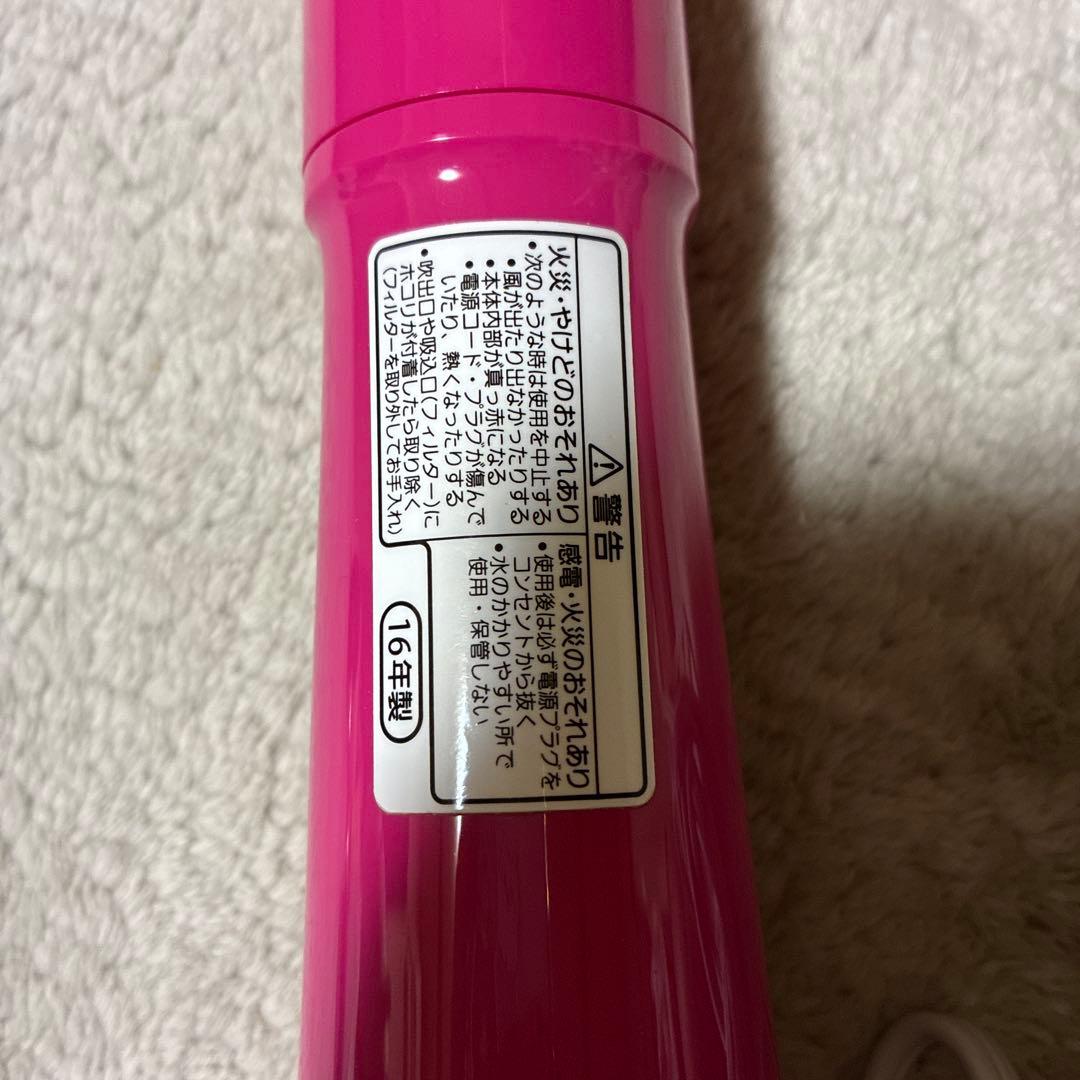 ⚠警告
火災・やけどのおそれあり
・次のような時は使用を中止する
・風が出たり出なかったりする
・本体内部が真っ赤になる
・電源コード・プラグが傷んで
いたり、熱くなったりする
・吹出口や吸込口(フィルター)に
ホコリが付着したら取り除く
(フィルターを取り外してお手入れ)
感電・火災のおそれあり
・使用後は必ず電源プラグを
コンセントから抜く
・水のかかりやすい所で
使用・保管しない
16年製